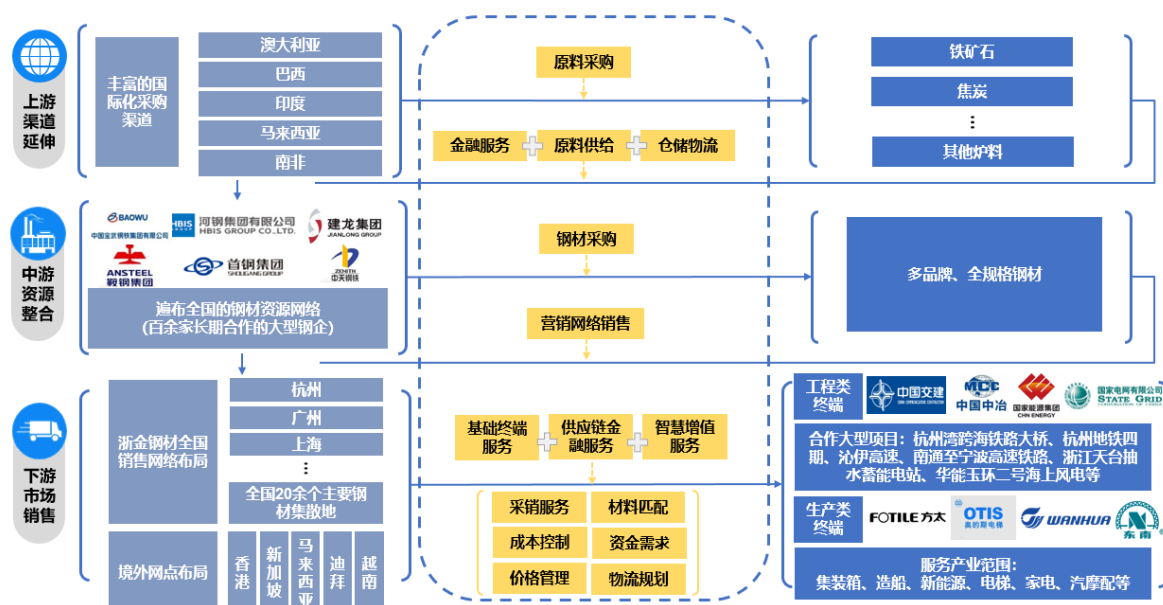 上游
渠道
延伸
丰富的国
际化采购
渠道
澳大利亚
巴西
印度
马来西亚
南非
原料采购
金融服务
原料供给
仓储物流
铁矿石
焦炭
其他炉料
中游
资源
整合
BAOWU
中国宝武钢铁集团有限公司
HBIS
河钢集团有限公司
HBIS GROUP CO.,LTD.
建龙集团
JIANLONG GROUP
ANSTEEL
鞍钢集团
首钢集团
SHOUGANG GROUP
ZENITH
中天钢铁
遍布全国的钢材资源网络
(百余家长期合作的大型钢企)
钢材采购
营销网络销售
多品牌、全规格钢材
下游
市场
销售
浙金钢材全国
销售网络布局
杭州
广州
上海
全国20余个主要钢
材集散地
境外网点布局
香港
新加坡
马来西亚
迪拜
越南
基础终端
服务
供应链金
融服务
智慧增值
服务
采销服务
材料匹配
成本控制
资金需求
价格管理
物流规划
工程类
终端
中国交建
MCC
中国中冶
国家能源集团
CHN ENERGY
国家电网有限公司
STATE GRID
合作大型项目：杭州湾跨海铁路大桥、杭州地铁四
期、沁伊高速、南通至宁波高速铁路、浙江天台抽
水蓄能电站、华能玉环二号海上风电等
生产类
终端
FOTILE 方太
OTIS
奥的斯电梯
WANHUA
东南
服务产业范围：
集装箱、造船、新能源、电梯、家电、汽摩配等